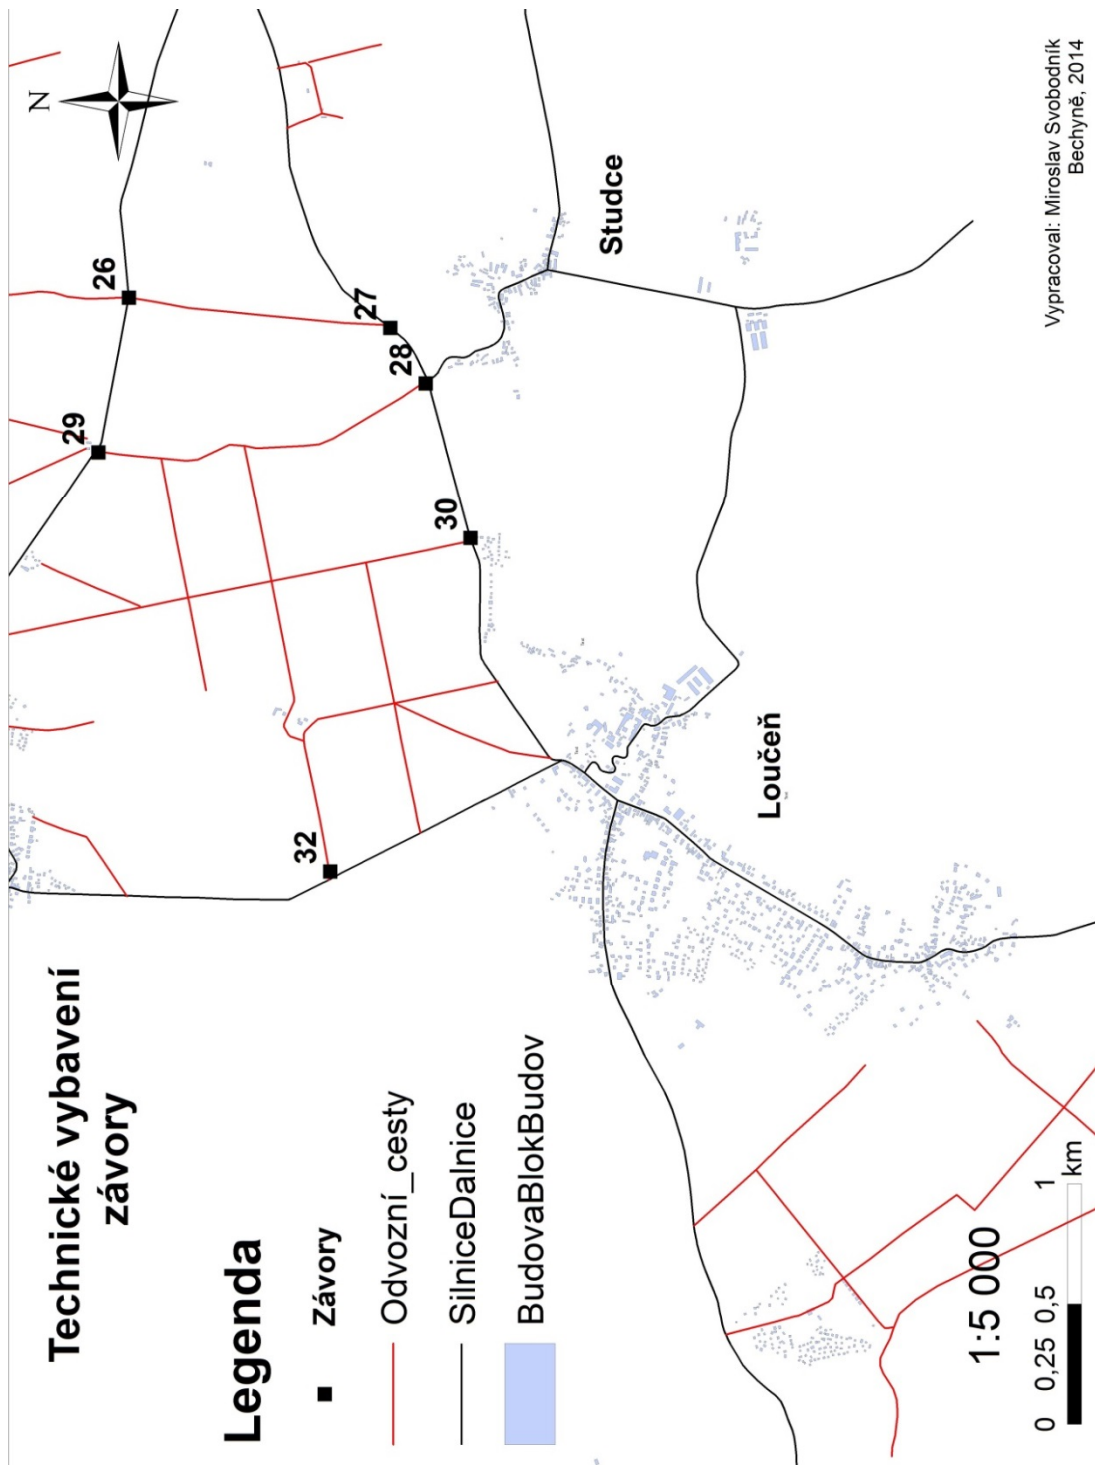 Technické vybavení
závory
Legenda
Závory
Odvozní_cesty
SilniceDalnice
BudovaBlokBudov
1:5 000
0 0,25 0,5 1
km
N
29
26
27
28
30
32
Studce
Loučeň
Vypracoval: Miroslav Svobodník
Bechyně, 2014